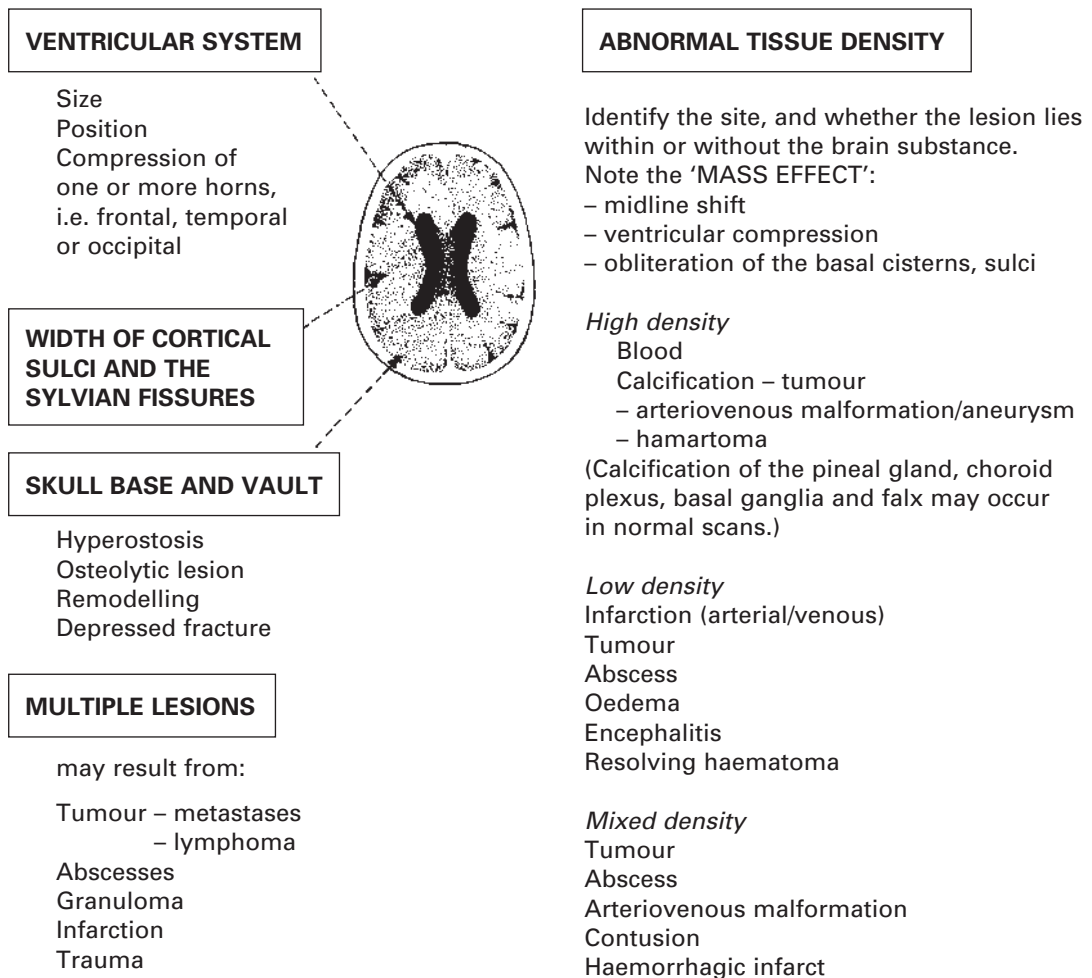 VENTRICULAR SYSTEM
Size
Position
Compression of
one or more horns,
i.e. frontal, temporal
or occipital
WIDTH OF CORTICAL
SULCI AND THE
SYLVIAN FISSURES
SKULL BASE AND VAULT
Hyperostosis
Osteolytic lesion
Remodelling
Depressed fracture
MULTIPLE LESIONS
may result from:
Tumour – metastases
– lymphoma
Abscesses
Granuloma
Infarction
Trauma
ABNORMAL TISSUE DENSITY
Identify the site, and whether the lesion lies
within or without the brain substance.
Note the ‘MASS EFFECT’:
– midline shift
– ventricular compression
– obliteration of the basal cisterns, sulci
High density
Blood
Calcification – tumour
– arteriovenous malformation/aneurysm
– hamartoma
(Calcification of the pineal gland, choroid
plexus, basal ganglia and falx may occur
in normal scans.)
Low density
Infarction (arterial/venous)
Tumour
Abscess
Oedema
Encephalitis
Resolving haematoma
Mixed density
Tumour
Abscess
Arteriovenous malformation
Contusion
Haemorrhagic infarct